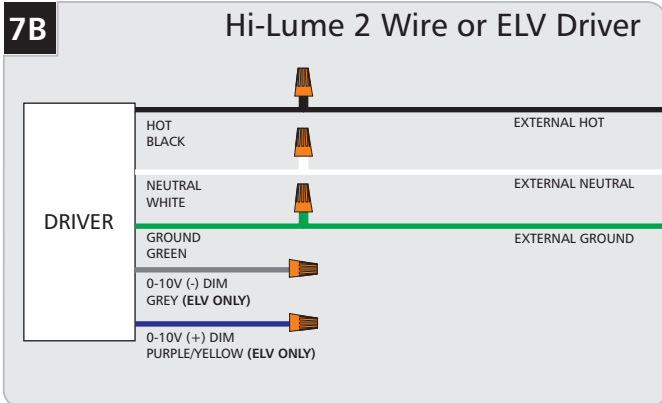 7B
Hi-Lume 2 Wire or ELV Driver
HOT
BLACK
EXTERNAL HOT
NEUTRAL
WHITE
EXTERNAL NEUTRAL
DRIVER
GROUND
GREEN
EXTERNAL GROUND
0-10V (-) DIM
GREY (ELV ONLY)
0-10V (+) DIM
PURPLE/YELLOW (ELV ONLY)